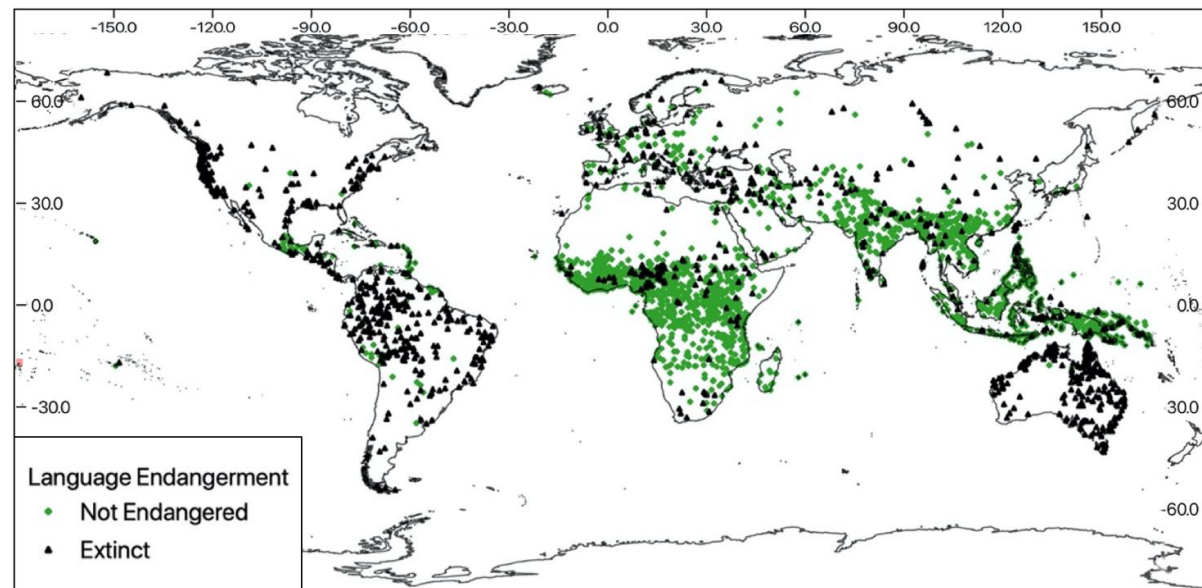 -150.0 -120.0 -90.0 -60.0 -30.0 0.0 30.0 60.0 90.0 120.0 150.0
60.0 60.0
30.0 30.0
0.0 0.0
-30.0 30.0
-60.0
Language Endangerment
Not Endangered
Extinct